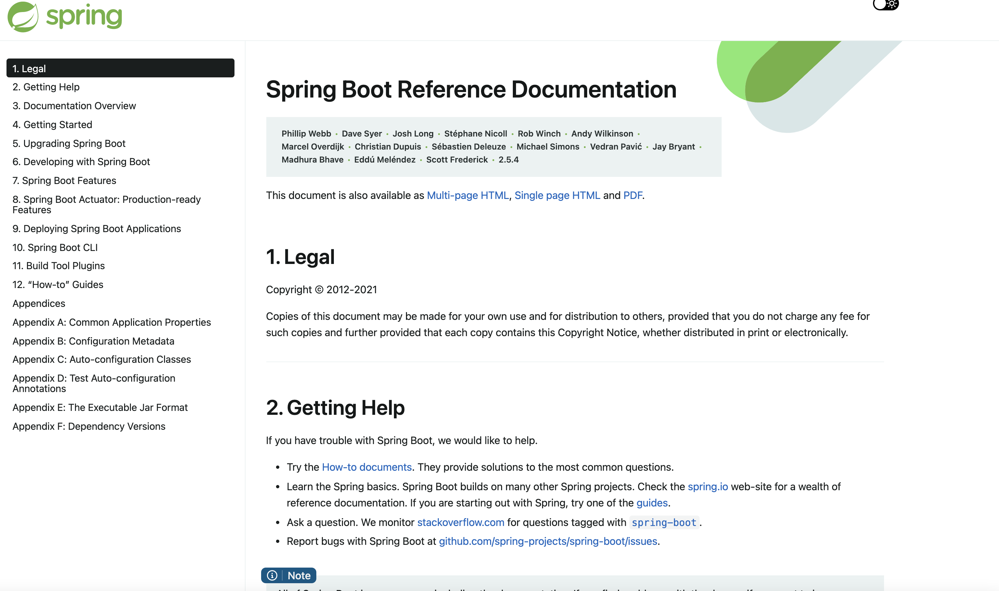 spring
1. Legal
2. Getting Help
3. Documentation Overview
4. Getting Started
5. Upgrading Spring Boot
6. Developing with Spring Boot
7. Spring Boot Features
8. Spring Boot Actuator: Production-ready
Features
9. Deploying Spring Boot Applications
10. Spring Boot CLI
11. Build Tool Plugins
12. “How-to” Guides
Appendices
Appendix A: Common Application Properties
Appendix B: Configuration Metadata
Appendix C: Auto-configuration Classes
Appendix D: Test Auto-configuration
Annotations
Appendix E: The Executable Jar Format
Appendix F: Dependency Versions
Spring Boot Reference Documentation
Phillip Webb · Dave Syer · Josh Long · Stéphane Nicoll · Rob Winch · Andy Wilkinson ·
Marcel Overdijk · Christian Dupuis · Sébastien Deleuze · Michael Simons · Vedran Pavić · Jay Bryant ·
Madhura Bhave · Eddú Meléndez · Scott Frederick · 2.5.4
This document is also available as Multi-page HTML, Single page HTML and PDF.
1. Legal
Copyright © 2012-2021
Copies of this document may be made for your own use and for distribution to others, provided that you do not charge any fee for
such copies and further provided that each copy contains this Copyright Notice, whether distributed in print or electronically.
2. Getting Help
If you have trouble with Spring Boot, we would like to help.
• Try the How-to documents. They provide solutions to the most common questions.
• Learn the Spring basics. Spring Boot builds on many other Spring projects. Check the spring.io web-site for a wealth of
reference documentation. If you are starting out with Spring, try one of the guides.
• Ask a question. We monitor stackoverflow.com for questions tagged with spring-boot.
• Report bugs with Spring Boot at github.com/spring-projects/spring-boot/issues.
Note